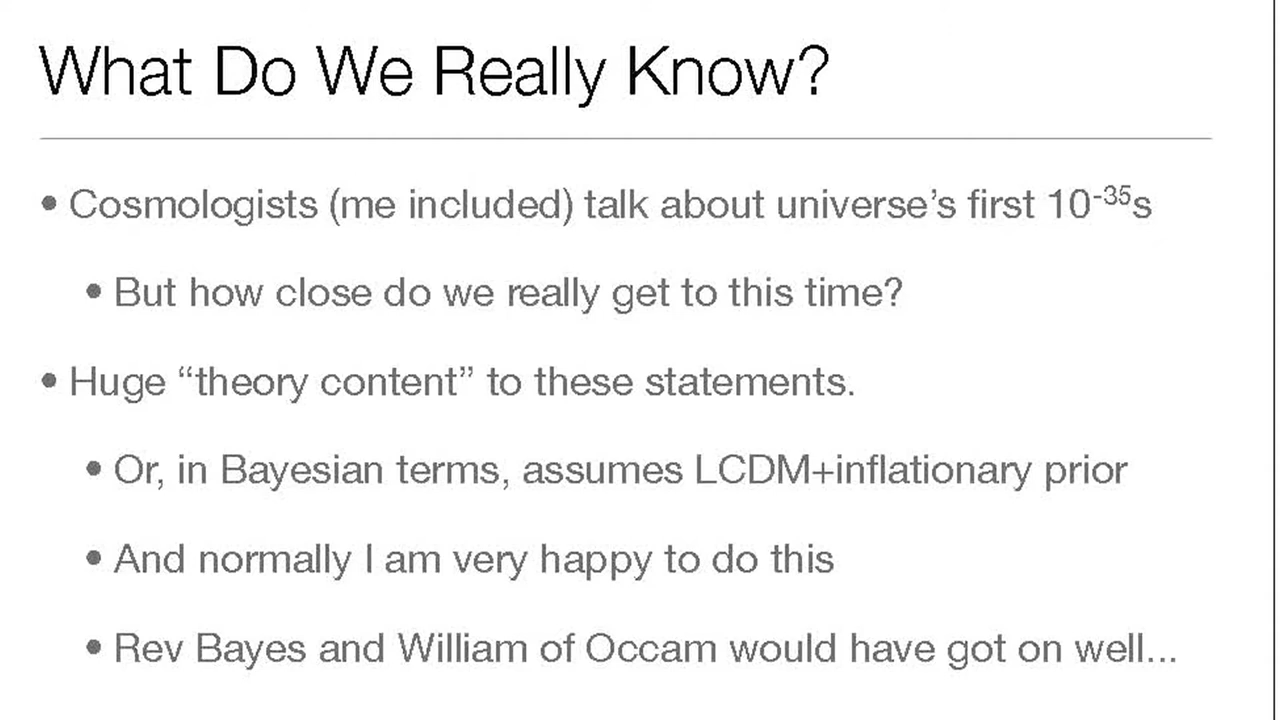 What Do We Really Know?
• Cosmologists (me included) talk about universe’s first 10⁻³⁵s
• But how close do we really get to this time?
• Huge “theory content” to these statements.
• Or, in Bayesian terms, assumes LCDM+inflationary prior
• And normally I am very happy to do this
• Rev Bayes and William of Occam would have got on well...